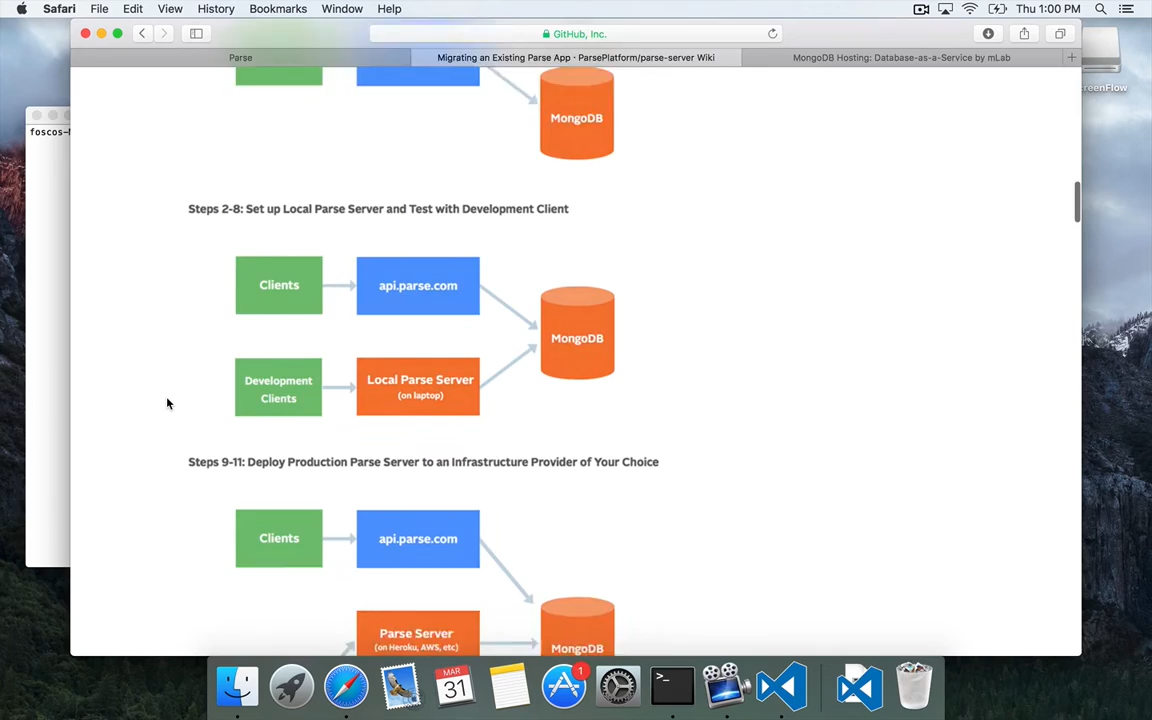 Safari File Edit View History Bookmarks Window Help Thu 1:00 PM
GitHub, Inc.
Parse Migrating an Existing Parse App · ParsePlatform/parse-server Wiki MongoDB Hosting: Database-as-a-Service by mLab
reenFlow
foscos-
MongoDB
Steps 2-8: Set up Local Parse Server and Test with Development Client
Clients
api.parse.com
MongoDB
Development
Clients
Local Parse Server
(on laptop)
Steps 9-11: Deploy Production Parse Server to an Infrastructure Provider of Your Choice
Clients
api.parse.com
Parse Server
(on Heroku, AWS, etc)
MongoDB
MAR
31
1